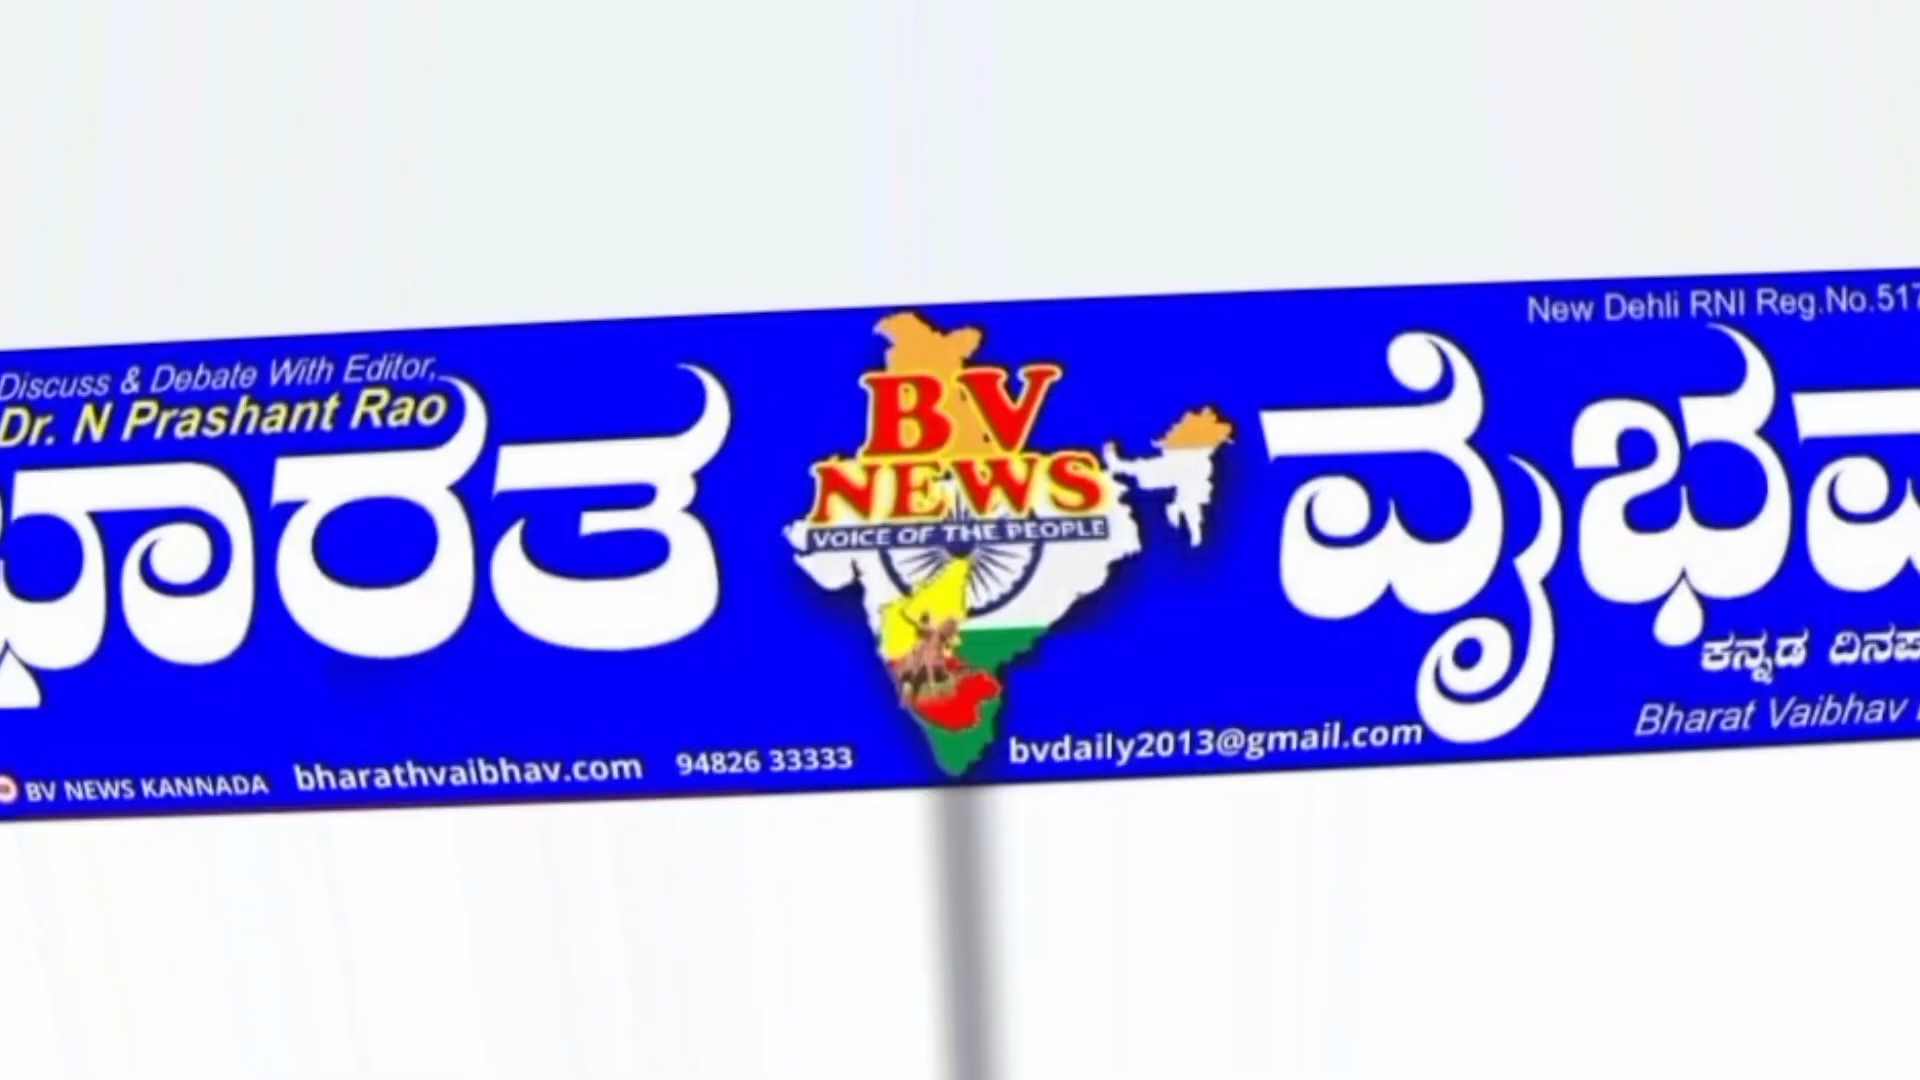 Discuss & Debate With Editor,
Dr. N Prashant Rao
ಭಾರತ
BV
NEWS
VOICE OF THE PEOPLE
New Dehli RNI Reg.No.517
ವೈಭವ
ಕನ್ನಡ
Bharat Vaibhav
BV NEWS KANNADA bharathvaibhav.com 94826 33333
bvdaily2013@gmail.com